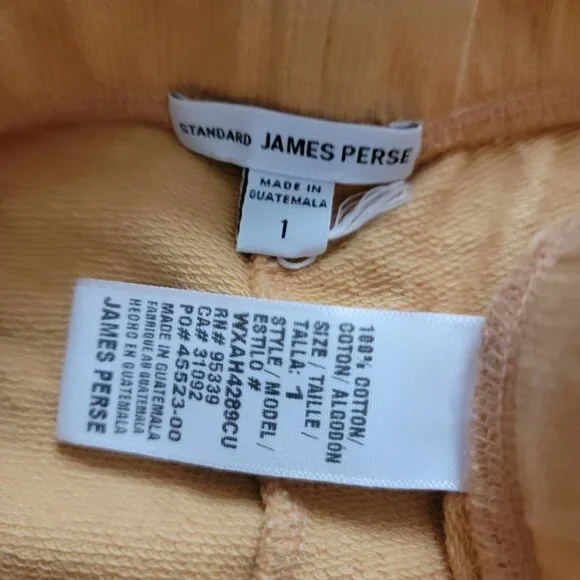 STANDARD JAMES PERSE
MADE IN
GUATEMALA
1
100% COTTON/
COTON/ALGODÓN
SIZE / TAILLE /
TALLA: 1
STYLE / MODEL /
ESTILO #
WXAH4289CU
RN# 95339
CA# 31092
PO# 45523-00
MADE IN GUATEMALA
FABRIQUE AU GUATEMALA
HECHO EN GUATEMALA
JAMES PERSE